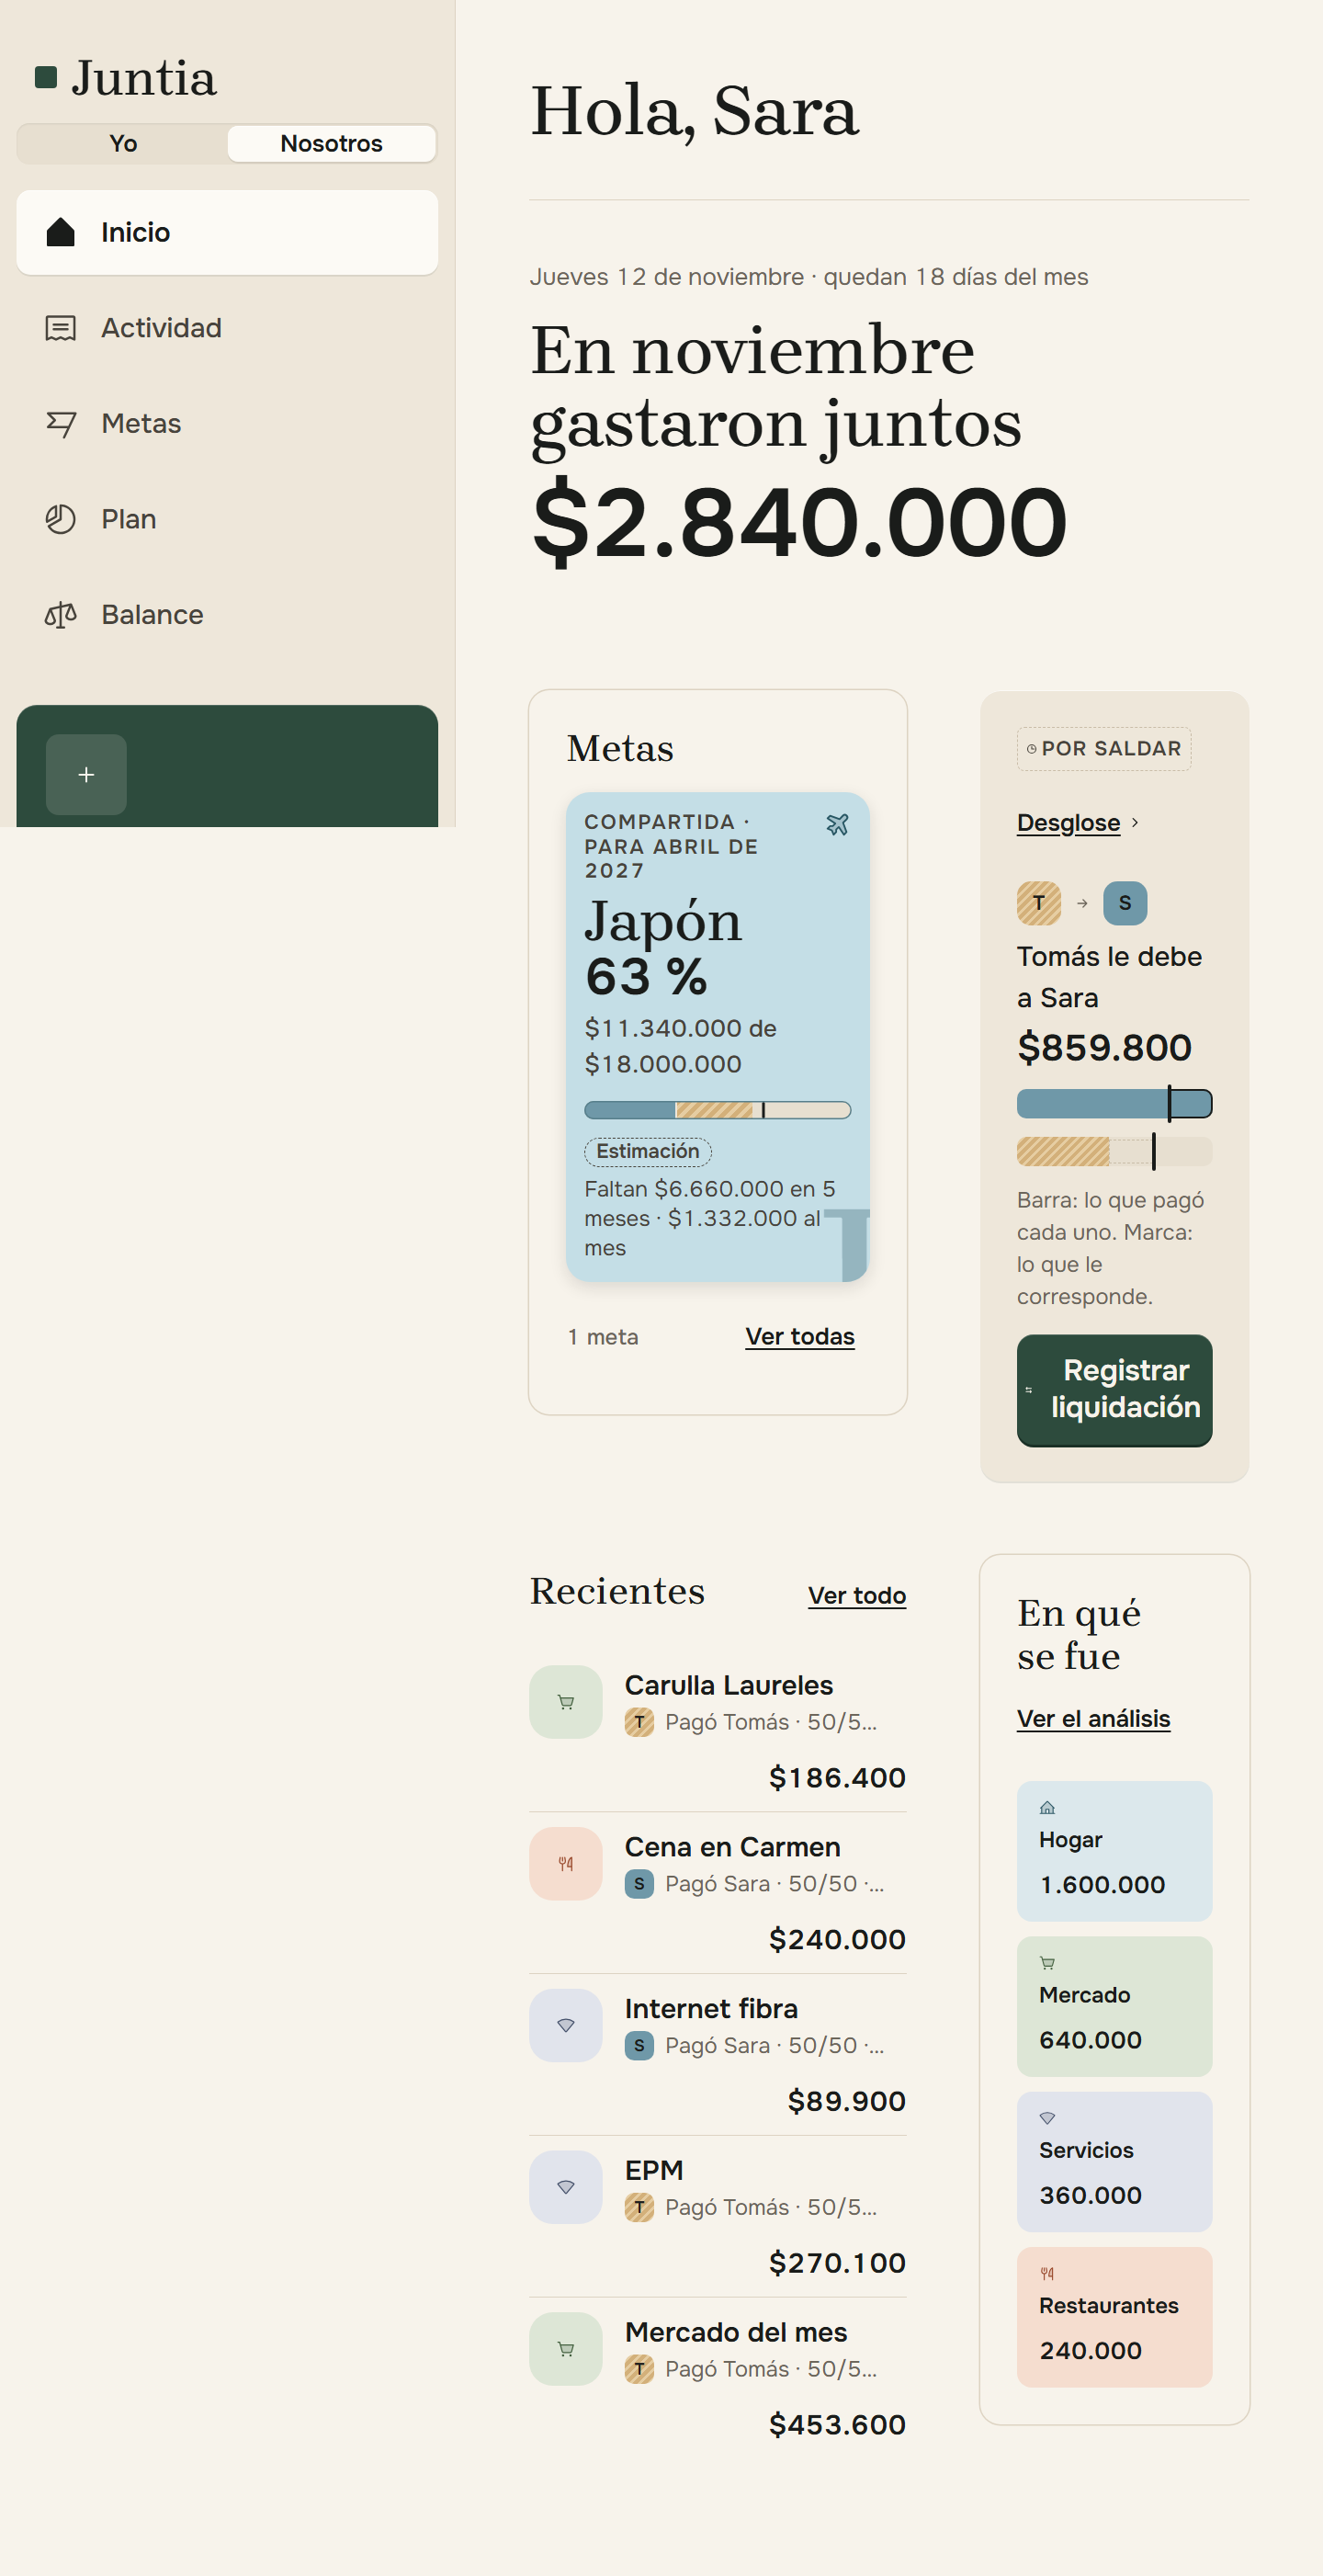 Juntia
Yo
Nosotros
Inicio
Actividad
Metas
Plan
Balance
+
Hola, Sara
Jueves 12 de noviembre · quedan 18 días del mes
En noviembre
gastaron juntos
$2.840.000
Metas
COMPARTIDA ·
PARA ABRIL DE
2027
Japón
63 %
$11.340.000 de
$18.000.000
Estimación
Faltan $6.660.000 en 5
meses · $1.332.000 al
mes
1 meta
Ver todas
POR SALDAR
Desglose
T → S
Tomás le debe
a Sara
$859.800
Barra: lo que pagó
cada uno. Marca:
lo que le
corresponde.
Registrar
liquidación
Recientes
Ver todo
Carulla Laureles
T Pagó Tomás · 50/5...
$186.400
Cena en Carmen
S Pagó Sara · 50/50 ·...
$240.000
Internet fibra
S Pagó Sara · 50/50 ·...
$89.900
EPM
T Pagó Tomás · 50/5...
$270.100
Mercado del mes
T Pagó Tomás · 50/5...
$453.600
En qué
se fue
Ver el análisis
Hogar
1.600.000
Mercado
640.000
Servicios
360.000
Restaurantes
240.000